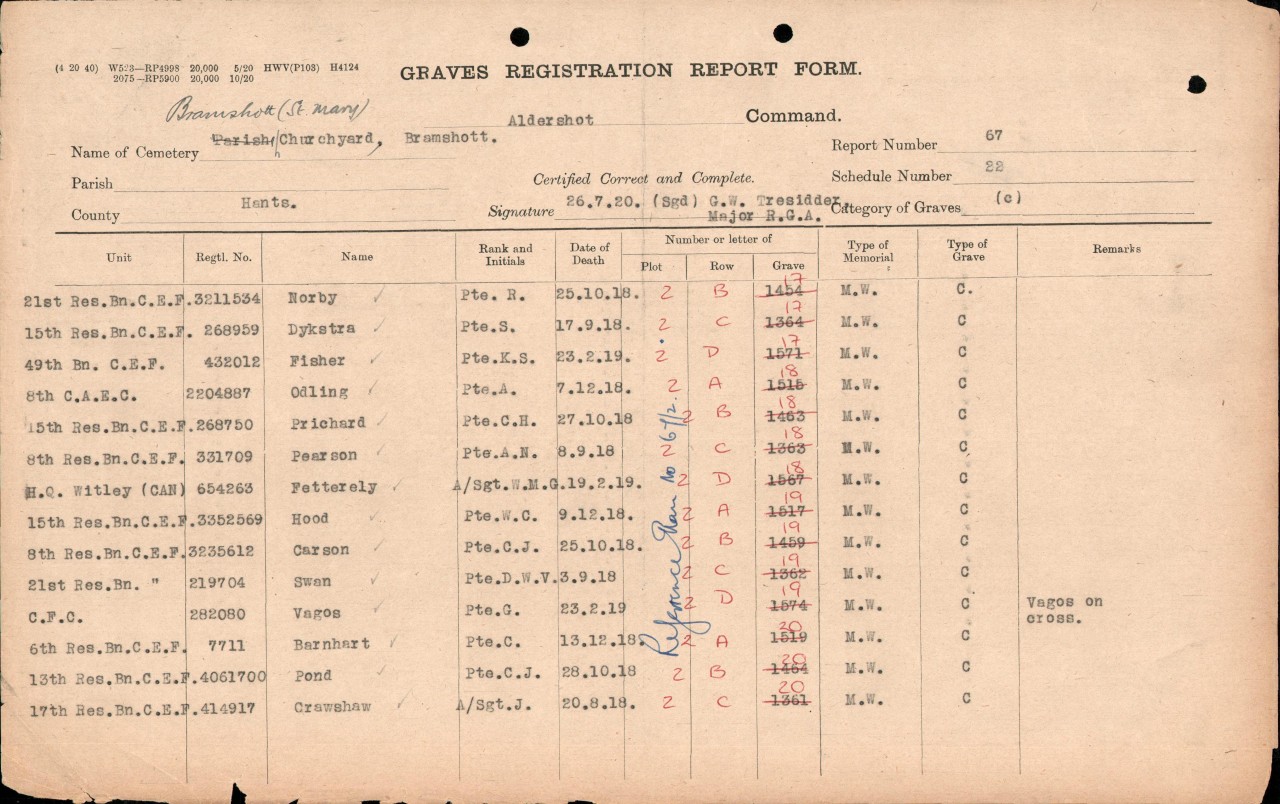 (4 20 40) W523—RP4998 20,000 5/20 HWV(P103) H4124
2075—RP5900 20,000 10/20
GRAVES REGISTRATION REPORT FORM.
Bramshott (St. Mary)
Aldershot Command.
Name of Cemetery Parish Churchyard, Bramshott.
Report Number 67
Parish
Certified Correct and Complete.
Schedule Number 22
County Hants.
Signature 26.7.20. (Sgd) G.W. Tresidder,
Major R.G.A.
Category of Graves (c)
Unit Regtl. No. Name Rank and Initials Date of Death Number or letter of Plot Row Grave Type of Memorial Type of Grave Remarks
21st Res.Bn.C.E.F. 3211534 Norby ✓ Pte. R. 25.10.18. 2 B 1454 17 M.W. C.
15th Res.Bn.C.E.F. 268959 Dykstra ✓ Pte.S. 17.9.18. 2 C 1364 17 M.W. C
49th Bn. C.E.F. 432012 Fisher ✓ Pte.K.S. 23.2.19. 2 D 1571 17 M.W. C
8th C.A.E.C. 2204887 Odling ✓ Pte.A. 7.12.18. 2 A 1515 18 M.W. C
15th Res.Bn.C.E.F. 268750 Prichard ✓ Pte.C.H. 27.10.18 2 B 1463 18 M.W. C
8th Res.Bn.C.E.F. 331709 Pearson ✓ Pte.A.N. 8.9.18 2 C 1363 18 M.W. C
H.Q. Witley (CAN) 654263 Fetterely ✓ A/Sgt.W.M.G. 19.2.19. 2 D 1567 18 M.W. C
15th Res.Bn.C.E.F. 3352569 Hood ✓ Pte.W.C. 9.12.18. 2 A 1517 19 M.W. C
8th Res.Bn.C.E.F. 3235612 Carson ✓ Pte.C.J. 25.10.18. 2 B 1459 19 M.W. C
21st Res.Bn. " 219704 Swan ✓ Pte.D.W.V. 3.9.18 2 C 1362 19 M.W. C
C.F.C. 282080 Vagos ✓ Pte.G. 23.2.19 2 D 1574 19 M.W. C Vagos on cross.
6th Res.Bn.C.E.F. 7711 Barnhart ✓ Pte.C. 13.12.18. 2 A 1519 20 M.W. C
13th Res.Bn.C.E.F. 4061700 Pond ✓ Pte.C.J. 28.10.18 2 B 1464 20 M.W. C
17th Res.Bn.C.E.F. 414917 Crawshaw ✓ A/Sgt.J. 20.8.18. 2 C 1361 20 M.W. C
Reference Plan No 67/2.